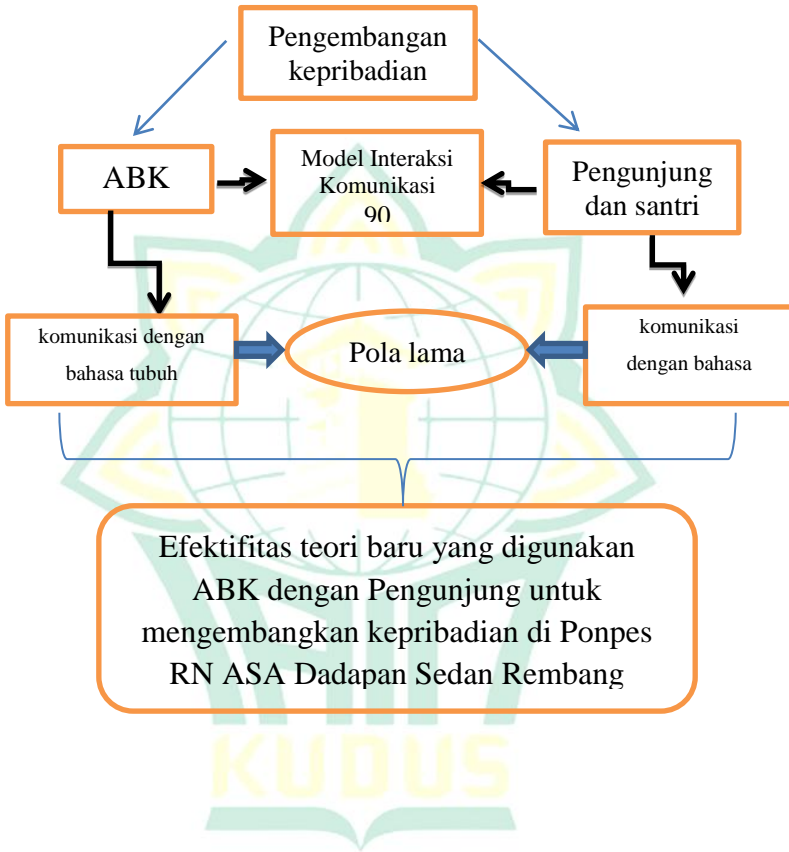 Pengembangan
kepribadian
ABK
Model Interaksi
Komunikasi
90
Pengunjung
dan santri
komunikasi dengan
bahasa tubuh
Pola lama
komunikasi
dengan bahasa
Efektifitas teori baru yang digunakan
ABK dengan Pengunjung untuk
mengembangkan kepribadian di Ponpes
RN ASA Dadapan Sedan Rembang
KUDUS